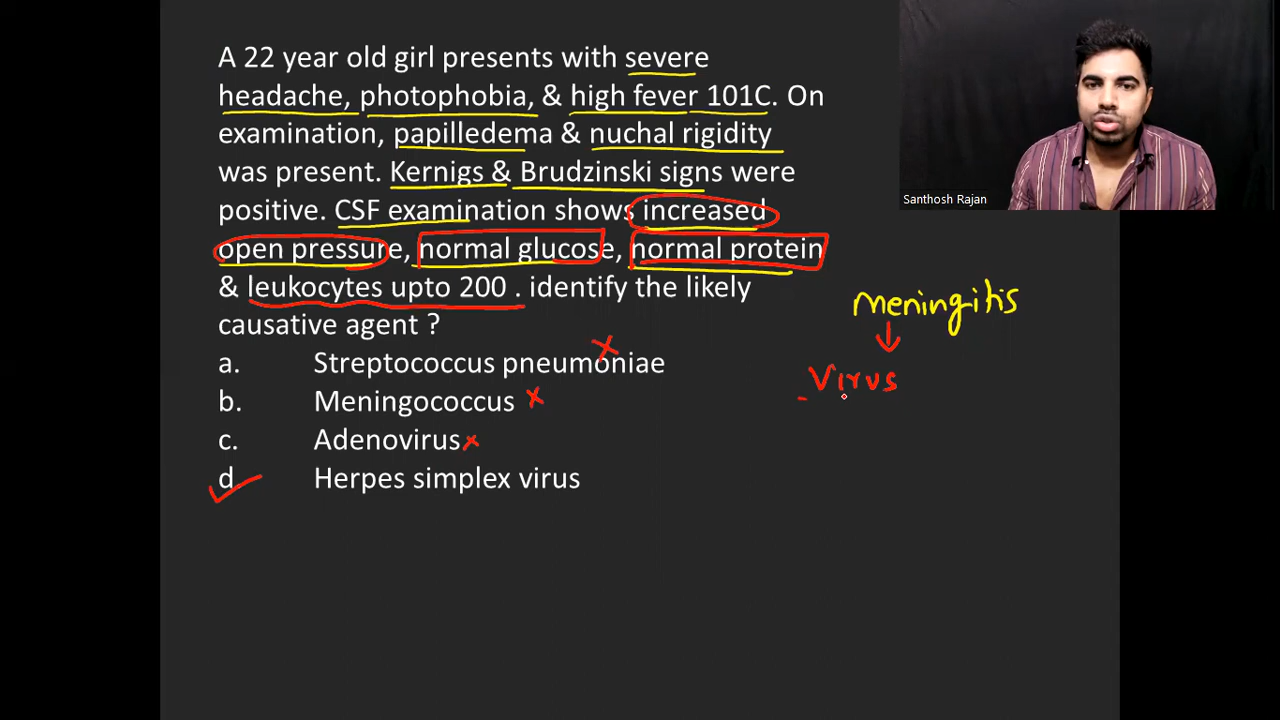 A 22 year old girl presents with severe
headache, photophobia, & high fever 101C. On
examination, papilledema & nuchal rigidity
was present. Kernigs & Brudzinski signs were
positive. CSF examination shows increased
open pressure, normal glucose, normal protein
& leukocytes upto 200 . identify the likely
causative agent ?
a. Streptococcus pneumoniae
b. Meningococcus
c. Adenovirus
d Herpes simplex virus
Santhosh Rajan
Meningitis
Virus